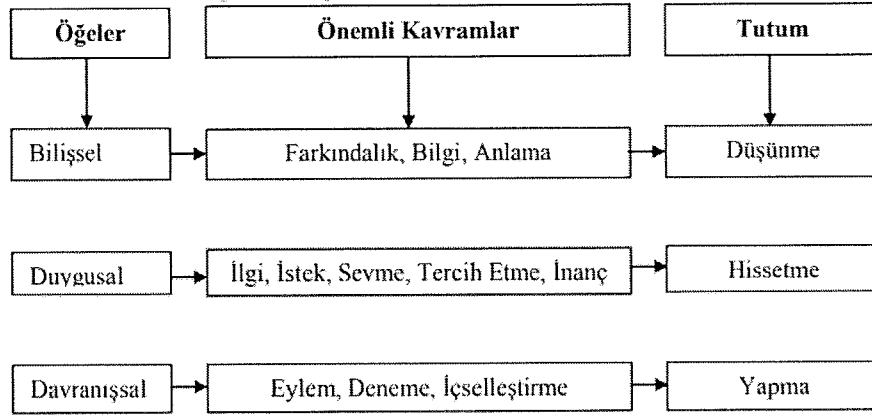 Öğeler Önemli Kavramlar Tutum
Bilişsel Farkındalık, Bilgi, Anlama Düşünme
Duygusal İlgi, İstek, Sevme, Tercih Etme, İnanç Hissetme
Davranışsal Eylem, Deneme, İçselleştirme Yapma